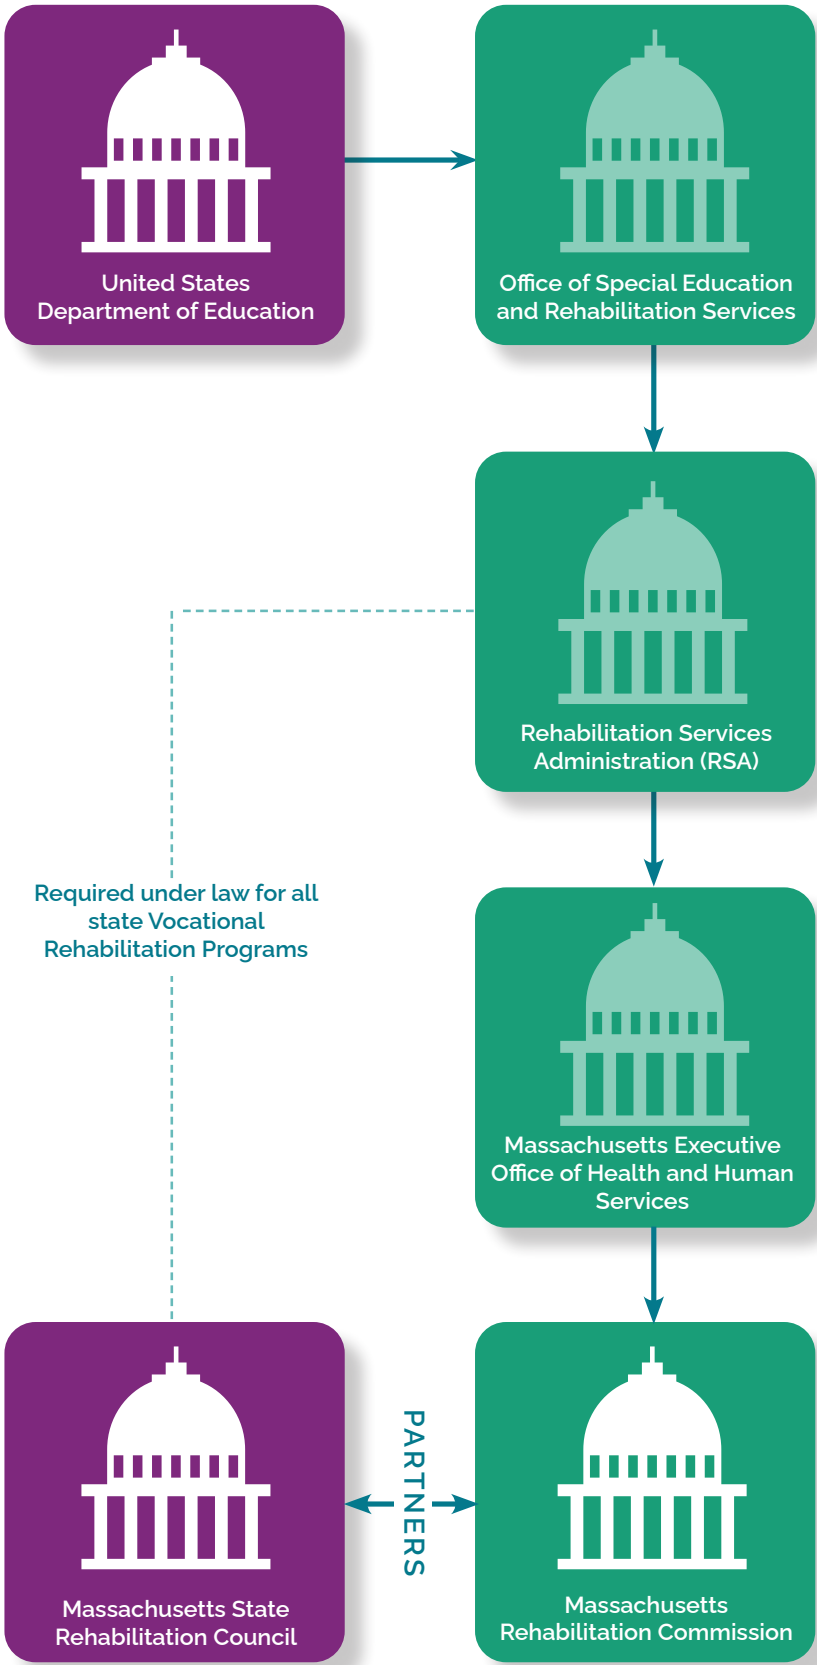 United States
Department of Education
Office of Special Education
and Rehabilitation Services
Rehabilitation Services
Administration (RSA)
Required under law for all
state Vocational
Rehabilitation Programs
Massachusetts Executive
Office of Health and Human
Services
Massachusetts State
Rehabilitation Council
PARTNERS
Massachusetts
Rehabilitation Commission